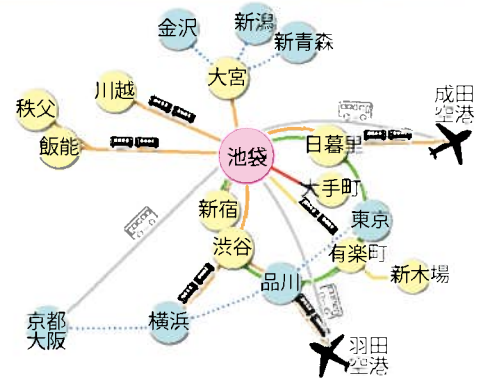 金沢
新潟
新青森
大宮
川越
秩父
飯能
成田
空港
日暮里
池袋
大手町
新宿
東京
渋谷
有楽町
新木場
品川
京都
大阪
横浜
羽田
空港